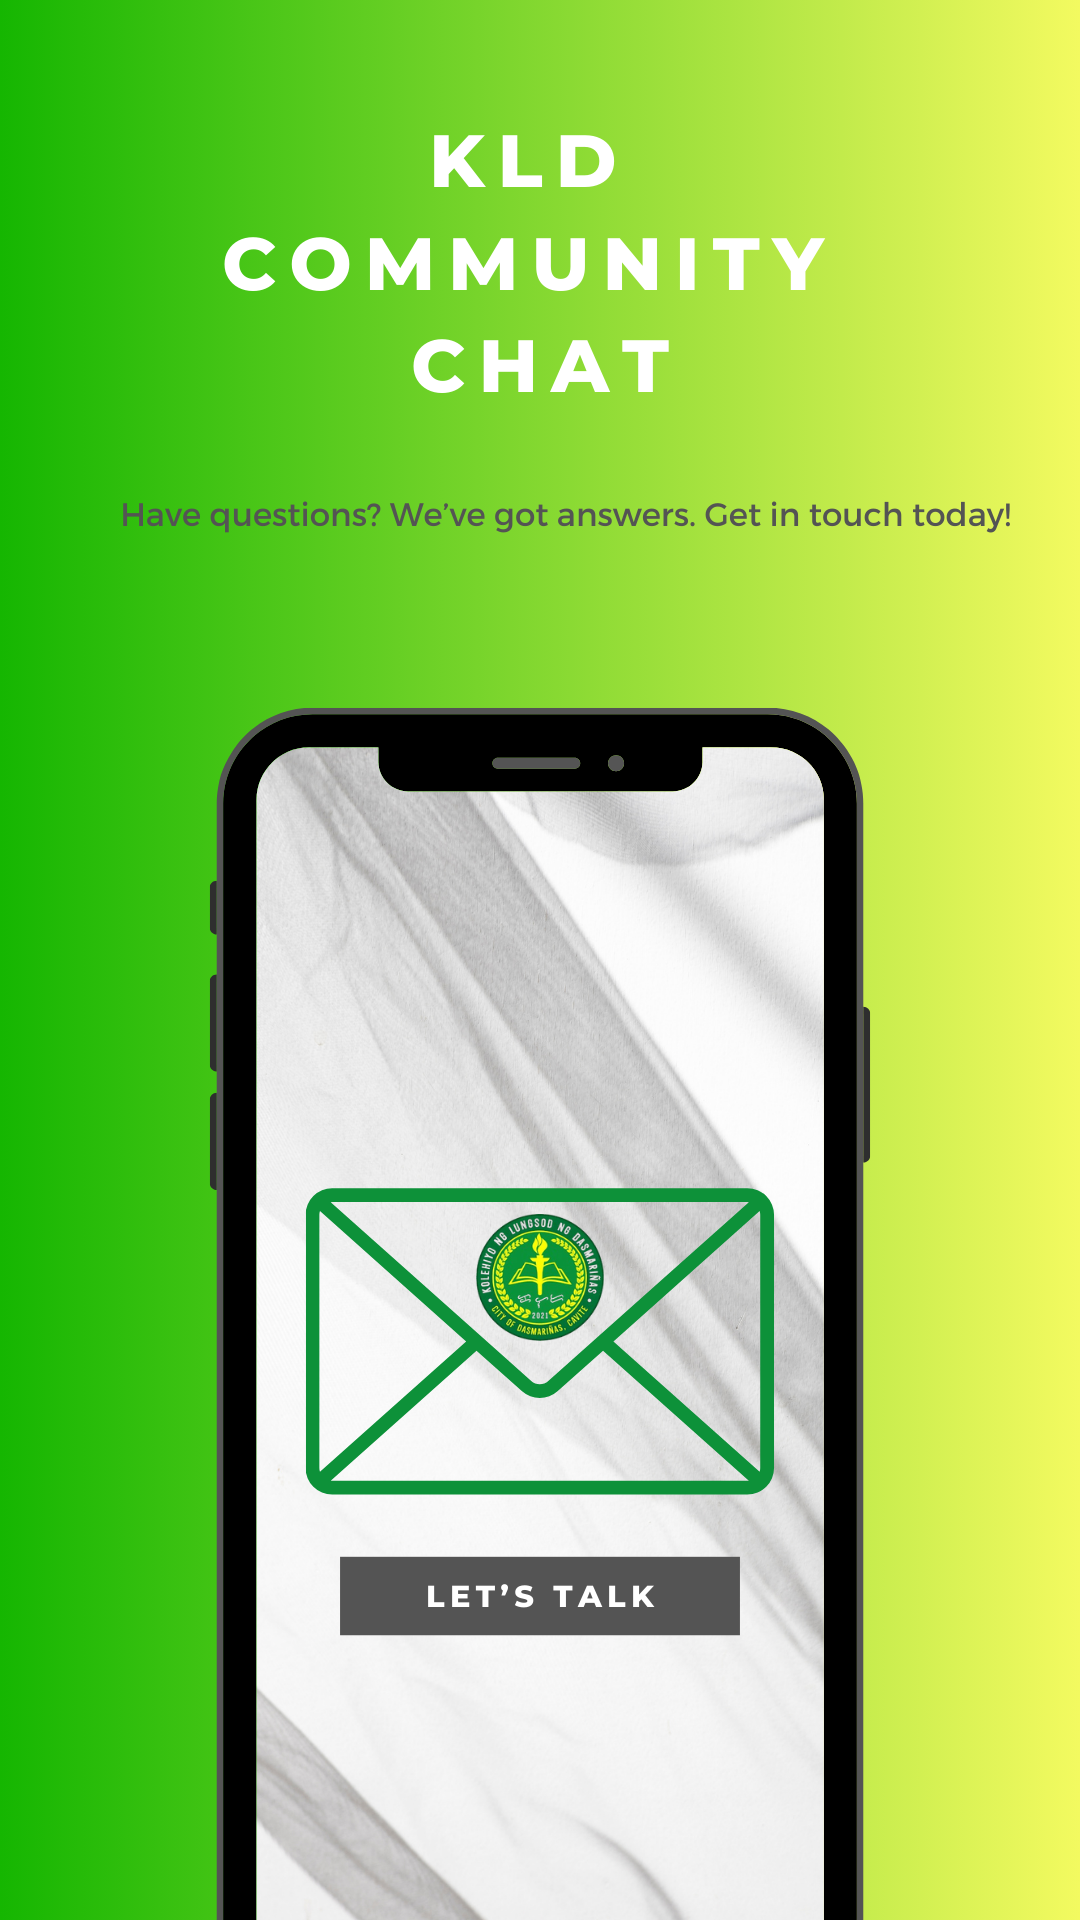 KLD
COMMUNITY
CHAT
Have questions? We’ve got answers. Get in touch today!
KOLEHIYO NG LUNGSOD NG DASMARIÑAS
2021
CITY OF DASMARIÑAS, CAVITE
LET’S TALK